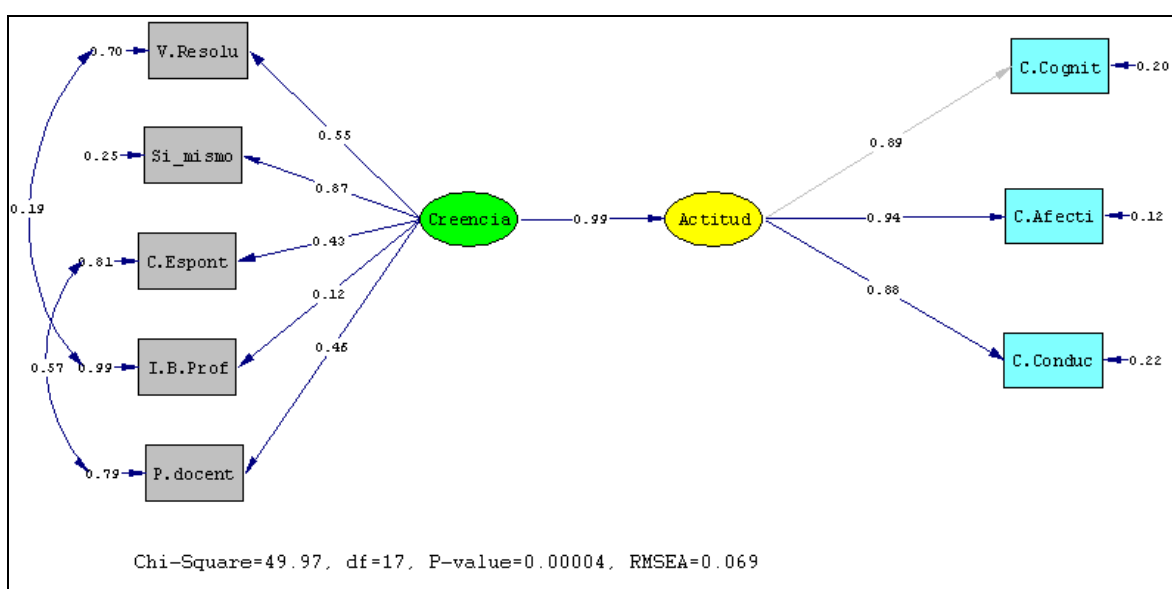 0.70
V.Resolu
C.Cognit
0.20
0.55
0.89
0.25
Si_mismo
0.87
0.19
Creencia
0.99
Actitud
0.94
C.Afecti
0.12
0.43
0.81
C.Espont
0.12
0.88
0.46
0.57
0.99
I.B.Prof
C.Conduc
0.22
0.79
P.docent
Chi-Square=49.97, df=17, P-value=0.00004, RMSEA=0.069